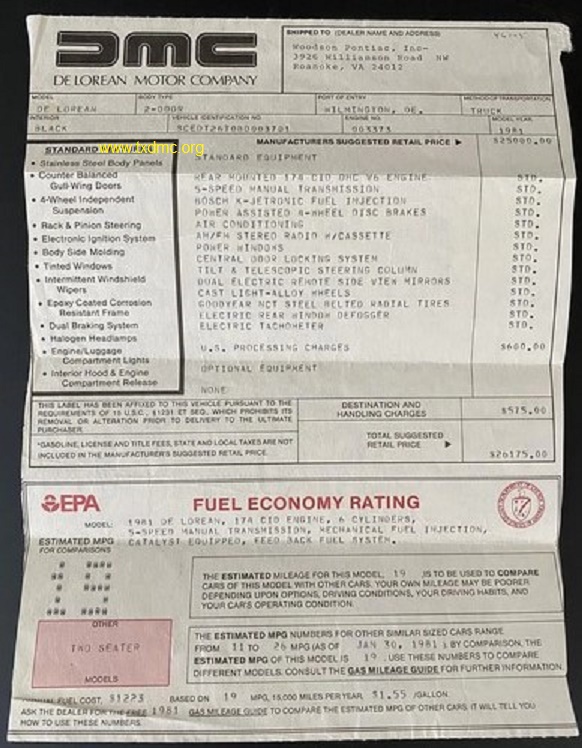 dmc
DE LOREAN MOTOR COMPANY
SHIPPED TO (DEALER NAME AND ADDRESS)
Woodson Pontiac, Inc-
3926 Williamson Road NW
Roanoke, VA 24012
MODEL BODY TYPE PORT OF ENTRY METHOD OF TRANSPORTATION
DE LOREAN 2-DOOR WILMINGTON, DE. TRUCK
INTERIOR VEHICLE IDENTIFICATION NO. ENGINE NO. MODEL YEAR
BLACK 1981
MANUFACTURERS SUGGESTED RETAIL PRICE ▶ $25000.00
STANDARD
www.txdmc.org
• Stainless Steel Body Panels
• Counter Balanced
Gull-Wing Doors
• 4-Wheel Independent
Suspension
• Rack & Pinion Steering
• Electronic Ignition System
• Body Side Molding
• Tinted Windows
• Intermittent Windshield
Wipers
• Epoxy Coated Corrosion
Resistant Frame
• Dual Braking System
• Halogen Headlamps
• Engine/Luggage
Compartment Lights
• Interior Hood & Engine
Compartment Release
STANDARD EQUIPMENT
REAR MOUNTED 174 CID OHC V6 ENGINE STD.
5-SPEED MANUAL TRANSMISSION STD.
BOSCH K-JETRONIC FUEL INJECTION STD.
POWER ASSISTED 4-WHEEL DISC BRAKES STD.
AIR CONDITIONING STD.
AM/FM STEREO RADIO W/CASSETTE STD.
POWER WINDOWS STD.
CENTRAL DOOR LOCKING SYSTEM STD.
TILT & TELESCOPIC STEERING COLUMN STD.
DUAL ELECTRIC REMOTE SIDE VIEW MIRRORS STD.
CAST LIGHT-ALLOY WHEELS STD.
GOODYEAR NCT STEEL BELTED RADIAL TIRES STD.
ELECTRIC REAR WINDOW DEFOGGER STD.
ELECTRIC TACHOMETER STD.
U.S. PROCESSING CHARGES $600.00
OPTIONAL EQUIPMENT
NONE
THIS LABEL HAS BEEN AFFIXED TO THIS VEHICLE PURSUANT TO THE
REQUIREMENTS OF 15 U.S.C., §1231 ET SEQ., WHICH PROHIBITS ITS
REMOVAL OR ALTERATION PRIOR TO DELIVERY TO THE ULTIMATE
PURCHASER.
*GASOLINE, LICENSE AND TITLE FEES, STATE AND LOCAL TAXES ARE NOT
INCLUDED IN THE MANUFACTURER'S SUGGESTED RETAIL PRICE.
DESTINATION AND
HANDLING CHARGES $575.00
TOTAL SUGGESTED
RETAIL PRICE ▶
$26175.00
EPA FUEL ECONOMY RATING
MODEL: 1981 DE LOREAN, 174 CID ENGINE, 6 CYLINDERS,
5-SPEED MANUAL TRANSMISSION, MECHANICAL FUEL INJECTION,
CATALYST EQUIPPED, FEED BACK FUEL SYSTEM.
ESTIMATED MPG
FOR COMPARISONS
THE ESTIMATED MILEAGE FOR THIS MODEL, 19 ,IS TO BE USED TO COMPARE
CARS OF THIS MODEL WITH OTHER CARS. YOUR OWN MILEAGE MAY BE POORER
DEPENDING UPON OPTIONS, DRIVING CONDITIONS, YOUR DRIVING HABITS, AND
YOUR CAR'S OPERATING CONDITION.
OTHER
TWO SEATER
MODELS
THE ESTIMATED MPG NUMBERS FOR OTHER SIMILAR SIZED CARS RANGE
FROM 11 TO 26 MPG (AS OF JAN 30, 1981 ). BY COMPARISON, THE
ESTIMATED MPG OF THIS MODEL IS 19 . USE THESE NUMBERS TO COMPARE
DIFFERENT MODELS. CONSULT THE GAS MILEAGE GUIDE FOR FURTHER INFORMATION.
ANNUAL FUEL COST, $1223 BASED ON 19 MPG, 15,000 MILES PER YEAR, $1.55 /GALLON.
ASK THE DEALER FOR THE FREE 1981 GAS MILEAGE GUIDE TO COMPARE THE ESTIMATED MPG OF OTHER CARS. IT WILL TELL YOU
HOW TO USE THESE NUMBERS.